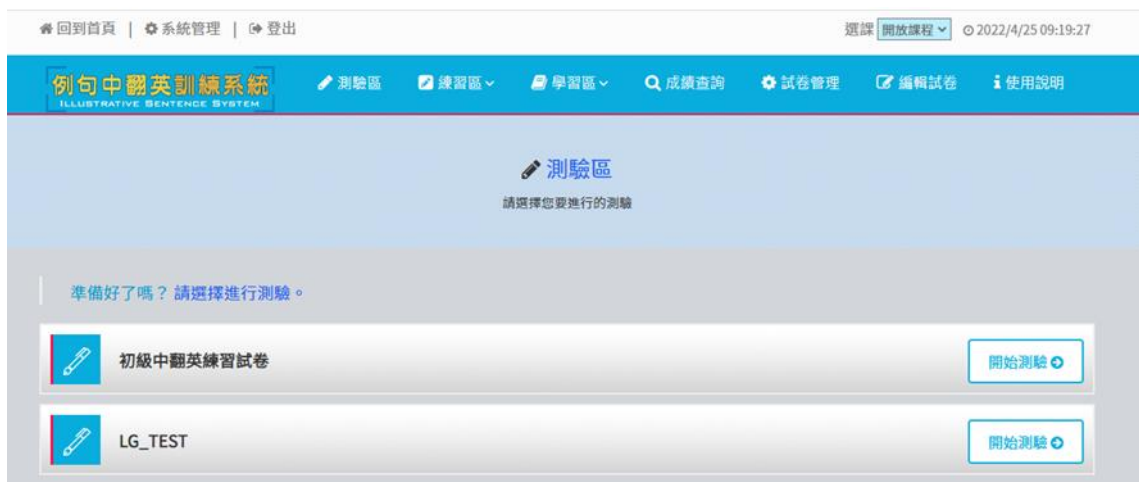 回到首頁 | 系統管理 | 登出 選課 開放課程 2022/4/25 09:19:27
例句中翻英訓練系統 測驗區 練習區 學習區 成績查詢 試卷管理 編輯試卷 使用說明
ILLUSTRATIVE SENTENCE SYSTEM
測驗區
請選擇您要進行的測驗
準備好了嗎？請選擇進行測驗。
初級中翻英練習試卷 開始測驗
LG_TEST 開始測驗